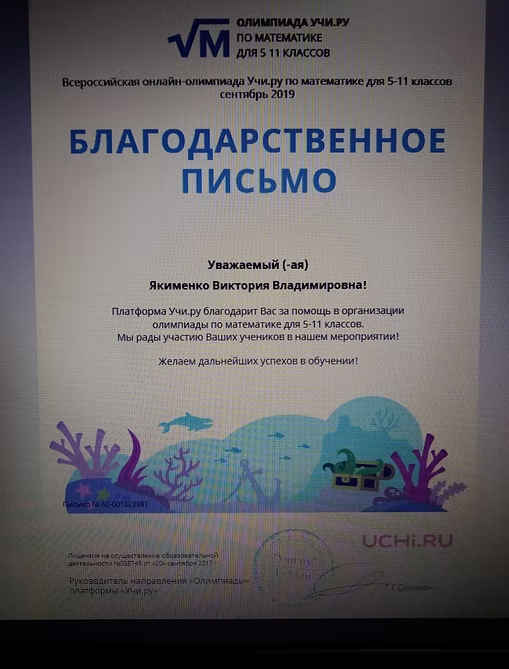 √М
ОЛИМПИАДА УЧИ.РУ
ПО МАТЕМАТИКЕ
ДЛЯ 5 11 КЛАССОВ
Всероссийская онлайн-олимпиада Учи.ру по математике для 5-11 классов
сентябрь 2019
БЛАГОДАРСТВЕННОЕ
ПИСЬМО
Уважаемый (-ая)
Якименко Виктория Владимировна!
Платформа Учи.ру благодарит Вас за помощь в организации
олимпиады по математике для 5-11 классов.
Мы рады участию Ваших учеников в нашем мероприятии!
Желаем дальнейших успехов в обучении!
Письмо № 60-001023981
UCHi.RU
Лицензия на осуществление образовательной
деятельности №038749 от «20» сентября 2017 г.
Руководитель направления «Олимпиады»
платформы «Учи.ру»
Учи.ру
Uchi.ru